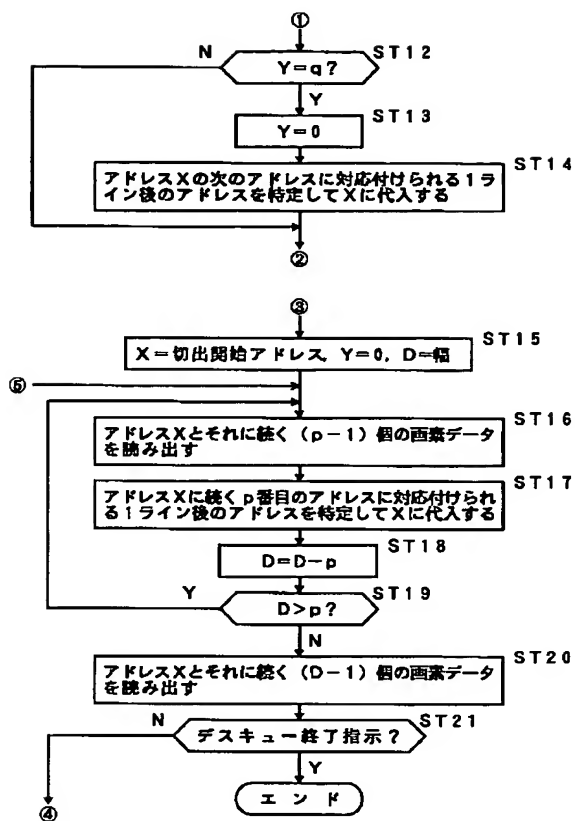 ①
N
Y=q?
ST12
Y
ST13
Y=0
ST14
アドレスXの次のアドレスに対応付けられる1ラ
イン後のアドレスを特定してXに代入する
②
③
ST15
X=切出開始アドレス,Y=0,D=幅
⑤
ST16
アドレスXとそれに続く(p-1)個の画素データ
を読み出す
ST17
アドレスXに続くp番目のアドレスに対応付けられ
る1ライン後のアドレスを特定してXに代入する
ST18
D=D-p
Y
ST19
D>p?
N
ST20
アドレスXとそれに続く(D-1)個の画素データ
を読み出す
N
ST21
デスキュー終了指示?
Y
④
エンド